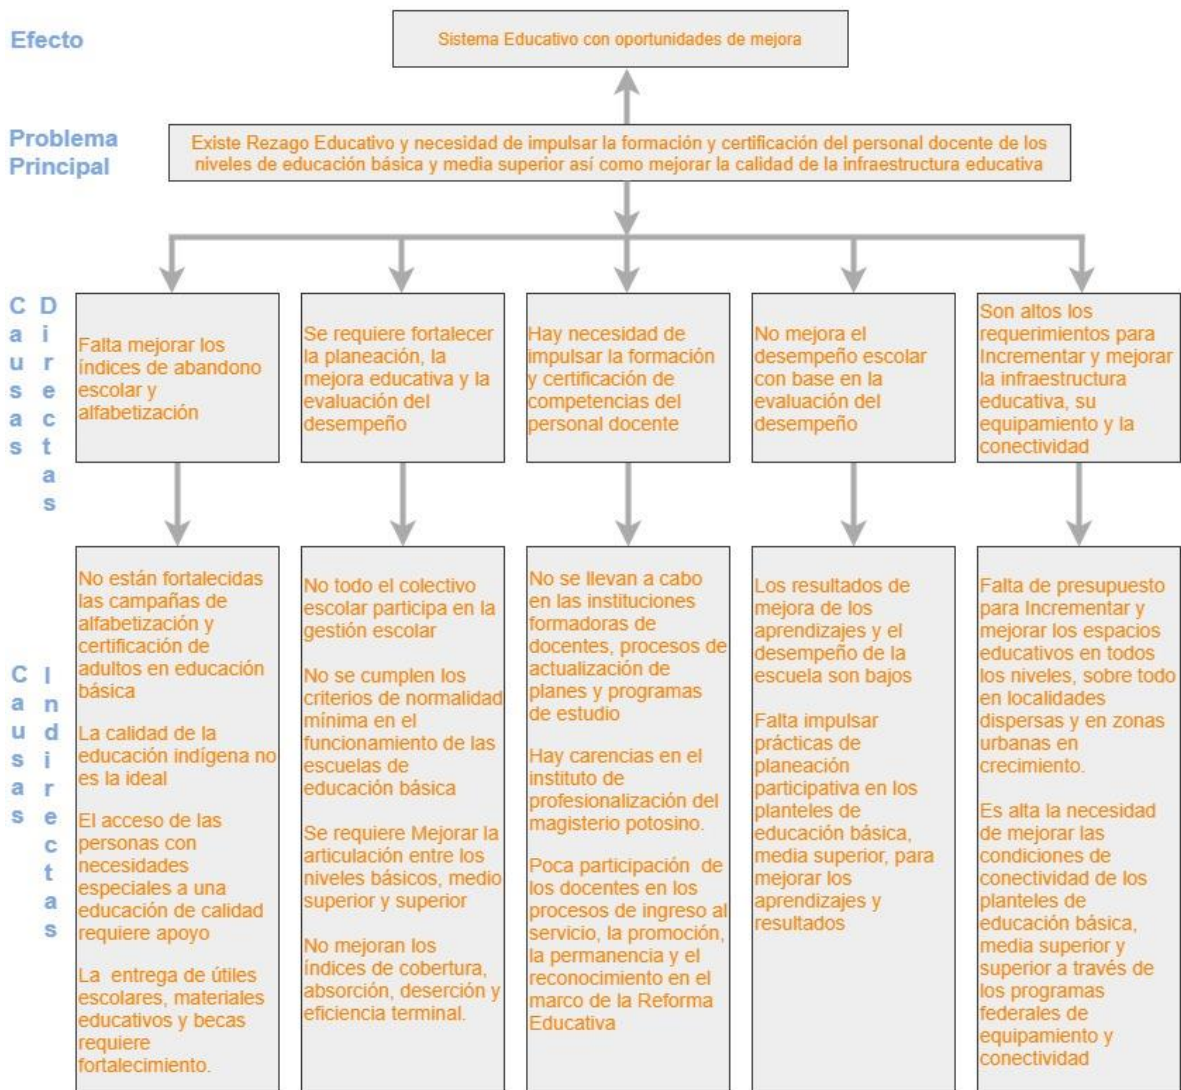 Efecto
Sistema Educativo con oportunidades de mejora
Problema
Principal
Existe Rezago Educativo y necesidad de impulsar la formación y certificación del personal docente de los
niveles de educación básica y media superior así como mejorar la calidad de la infraestructura educativa
Causas
Directas
Falta mejorar los
índices de abandono
escolar y
alfabetización
Se requiere fortalecer
la planeación, la
mejora educativa y la
evaluación del
desempeño
Hay necesidad de
impulsar la formación
y certificación de
competencias del
personal docente
No mejora el
desempeño escolar
con base en la
evaluación del
desempeño
Son altos los
requerimientos para
Incrementar y mejorar
la infraestructura
educativa, su
equipamiento y la
conectividad
Causas
Indirectas
No están fortalecidas
las campañas de
alfabetización y
certificación de
adultos en educación
básica
La calidad de la
educación indígena no
es la ideal
El acceso de las
personas con
necesidades
especiales a una
educación de calidad
requiere apoyo
La entrega de útiles
escolares, materiales
educativos y becas
requiere
fortalecimiento.
No todo el colectivo
escolar participa en la
gestión escolar
No se cumplen los
criterios de normalidad
mínima en el
funcionamiento de las
escuelas de
educación básica
Se requiere Mejorar la
articulación entre los
niveles básicos, medio
superior y superior
No mejoran los
índices de cobertura,
absorción, deserción y
eficiencia terminal.
No se llevan a cabo
en las instituciones
formadoras de
docentes, procesos de
actualización de
planes y programas
de estudio
Hay carencias en el
instituto de
profesionalización del
magisterio potosino.
Poca participación de
los docentes en los
procesos de ingreso al
servicio, la promoción,
la permanencia y el
reconocimiento en el
marco de la Reforma
Educativa
Los resultados de
mejora de los
aprendizajes y el
desempeño de la
escuela son bajos
Falta impulsar
prácticas de
planeación
participativa en los
planteles de
educación básica,
media superior, para
mejorar los
aprendizajes y
resultados
Falta de presupuesto
para Incrementar y
mejorar los espacios
educativos en todos
los niveles, sobre todo
en localidades
dispersas y en zonas
urbanas en
crecimiento.
Es alta la necesidad
de mejorar las
condiciones de
conectividad de los
planteles de
educación básica,
media superior y
superior a través de
los programas
federales de
equipamiento y
conectividad